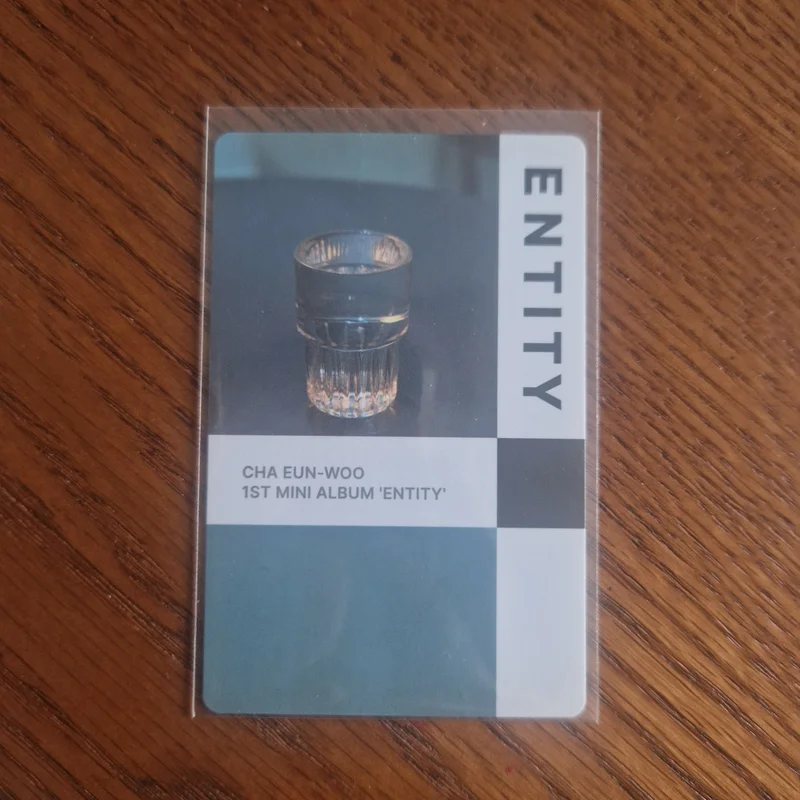 ENTITY
CHA EUN-WOO
1ST MINI ALBUM 'ENTITY'